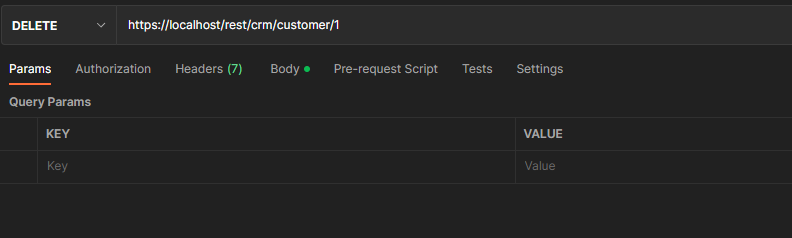 DELETE https://localhost/rest/crm/customer/1
Params Authorization Headers (7) Body Pre-request Script Tests Settings
Query Params
KEY VALUE
Key Value